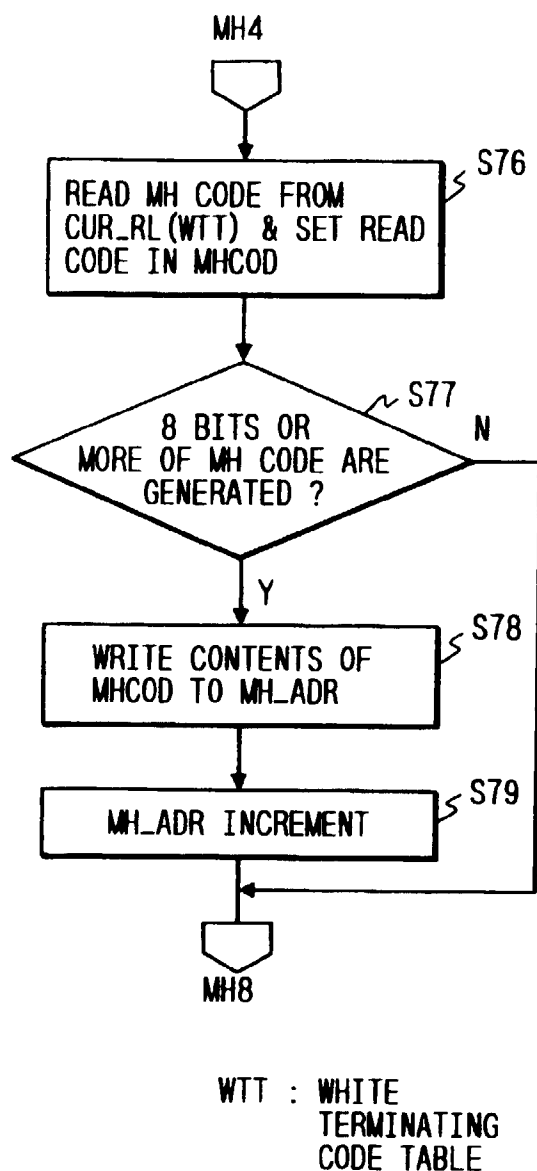 MH4
S76
READ MH CODE FROM
CUR_RL(WTT) & SET READ
CODE IN MHCOD
S77
8 BITS OR
MORE OF MH CODE ARE
GENERATED ?
N
Y
S78
WRITE CONTENTS OF
MHCOD TO MH_ADR
S79
MH_ADR INCREMENT
MH8
WTT : WHITE
TERMINATING
CODE TABLE